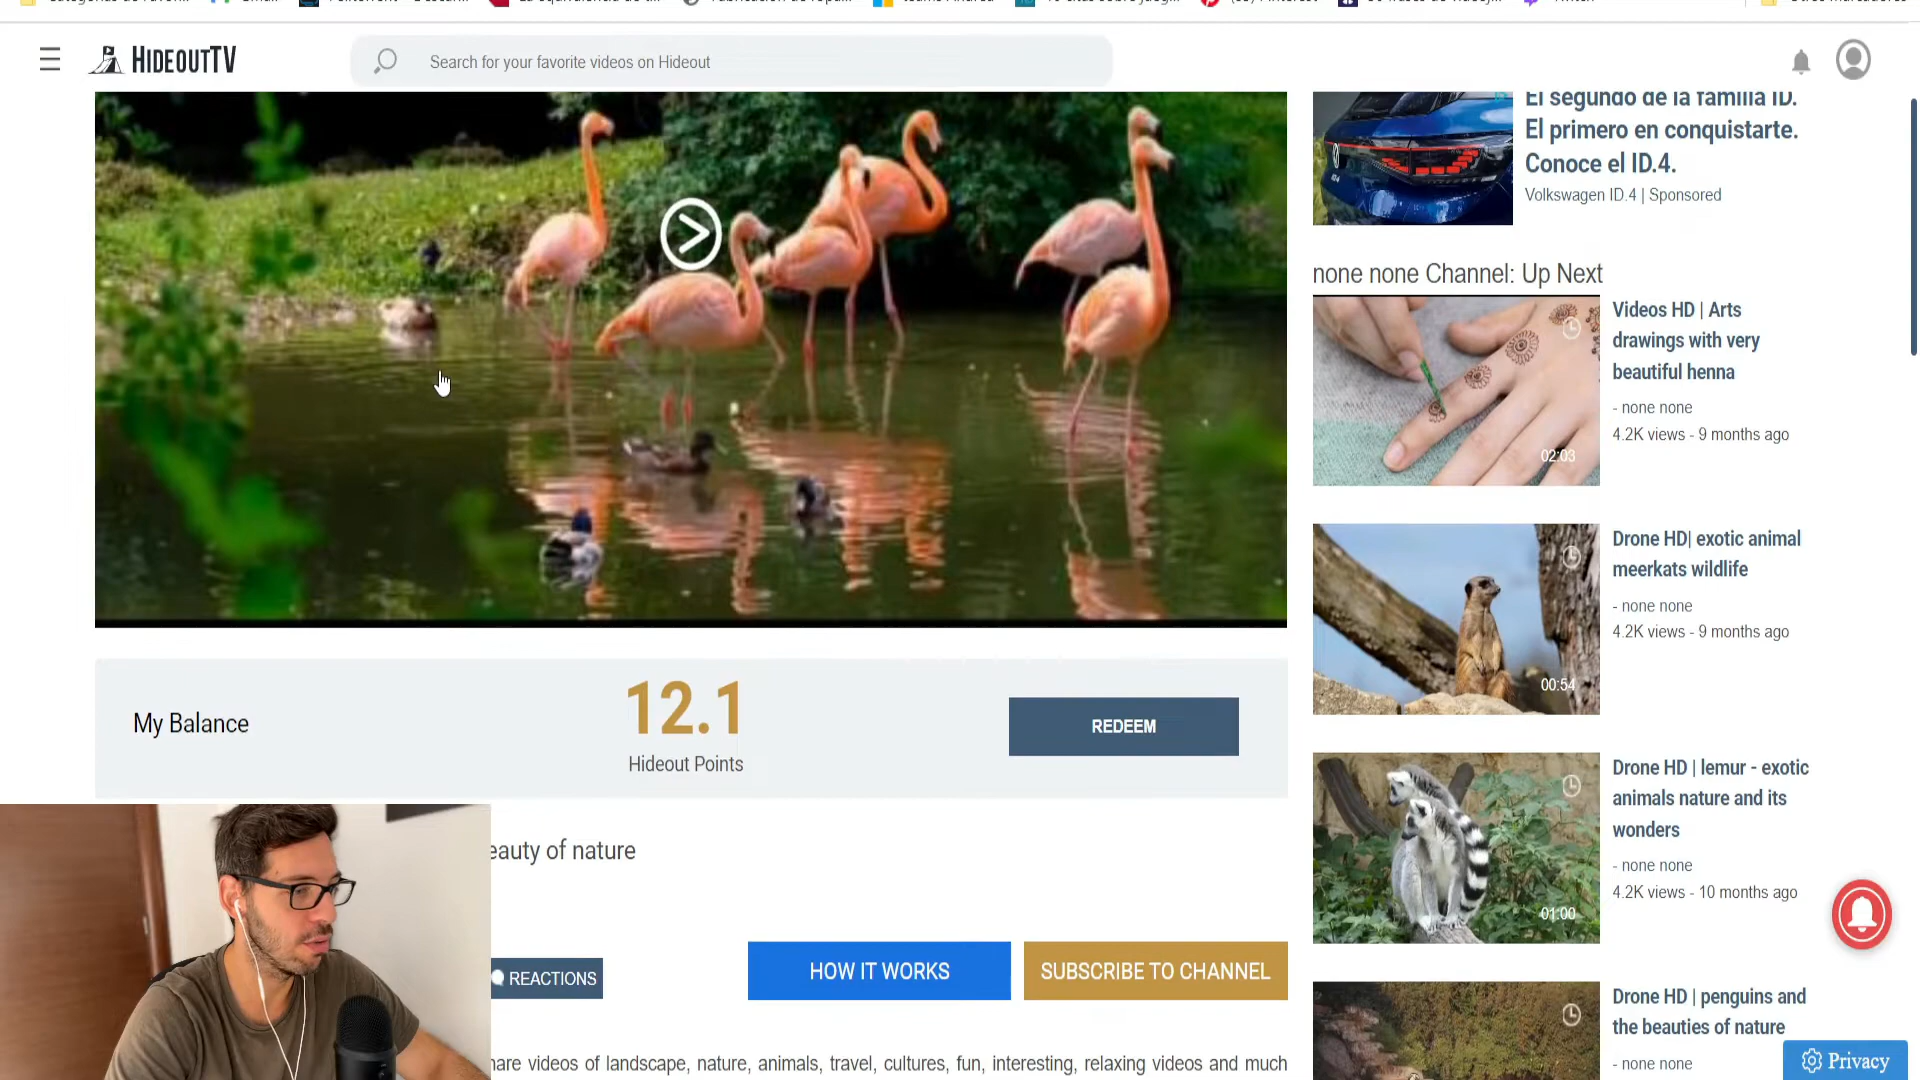 HIDEOUTTV
Search for your favorite videos on Hideout
El segundo de la familia ID.
El primero en conquistarte.
Conoce el ID.4.
Volkswagen ID.4 | Sponsored
none none Channel: Up Next
Videos HD | Arts
drawings with very
beautiful henna
- none none
4.2K views - 9 months ago
02:03
Drone HD| exotic animal
meerkats wildlife
- none none
4.2K views - 9 months ago
00:54
My Balance
12.1
Hideout Points
REDEEM
Drone HD | lemur - exotic
animals nature and its
wonders
- none none
4.2K views - 10 months ago
01:00
eauty of nature
REACTIONS
HOW IT WORKS
SUBSCRIBE TO CHANNEL
Drone HD | penguins and
the beauties of nature
- none none
videos of landscape, nature, animals, travel, cultures, fun, interesting, relaxing videos and much
Privacy